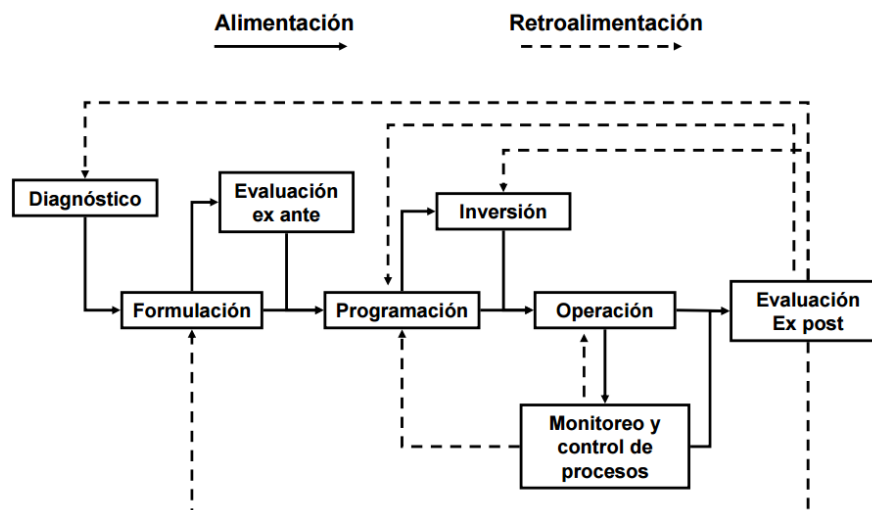 Alimentación
Retroalimentación
Diagnóstico
Evaluación
ex ante
Inversión
Formulación
Programación
Operación
Evaluación
Ex post
Monitoreo y
control de
procesos